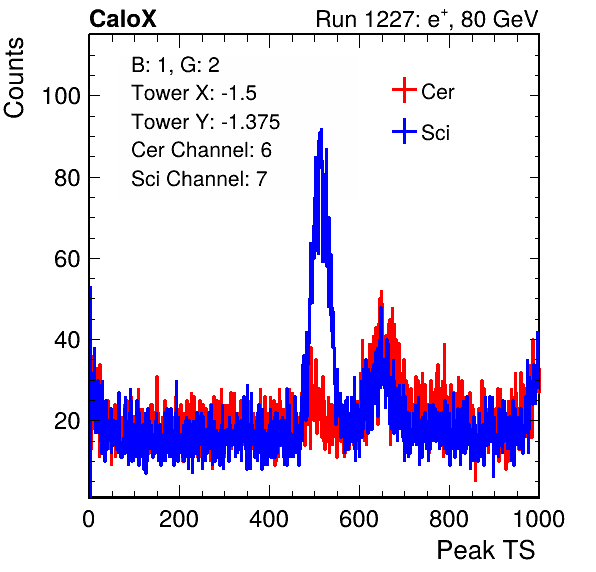 CaloX Run 1227: e⁺, 80 GeV
Counts
B: 1, G: 2
Tower X: -1.5
Tower Y: -1.375
Cer Channel: 6
Sci Channel: 7
Cer
Sci
100
80
60
40
20
0 200 400 600 800 1000
Peak TS